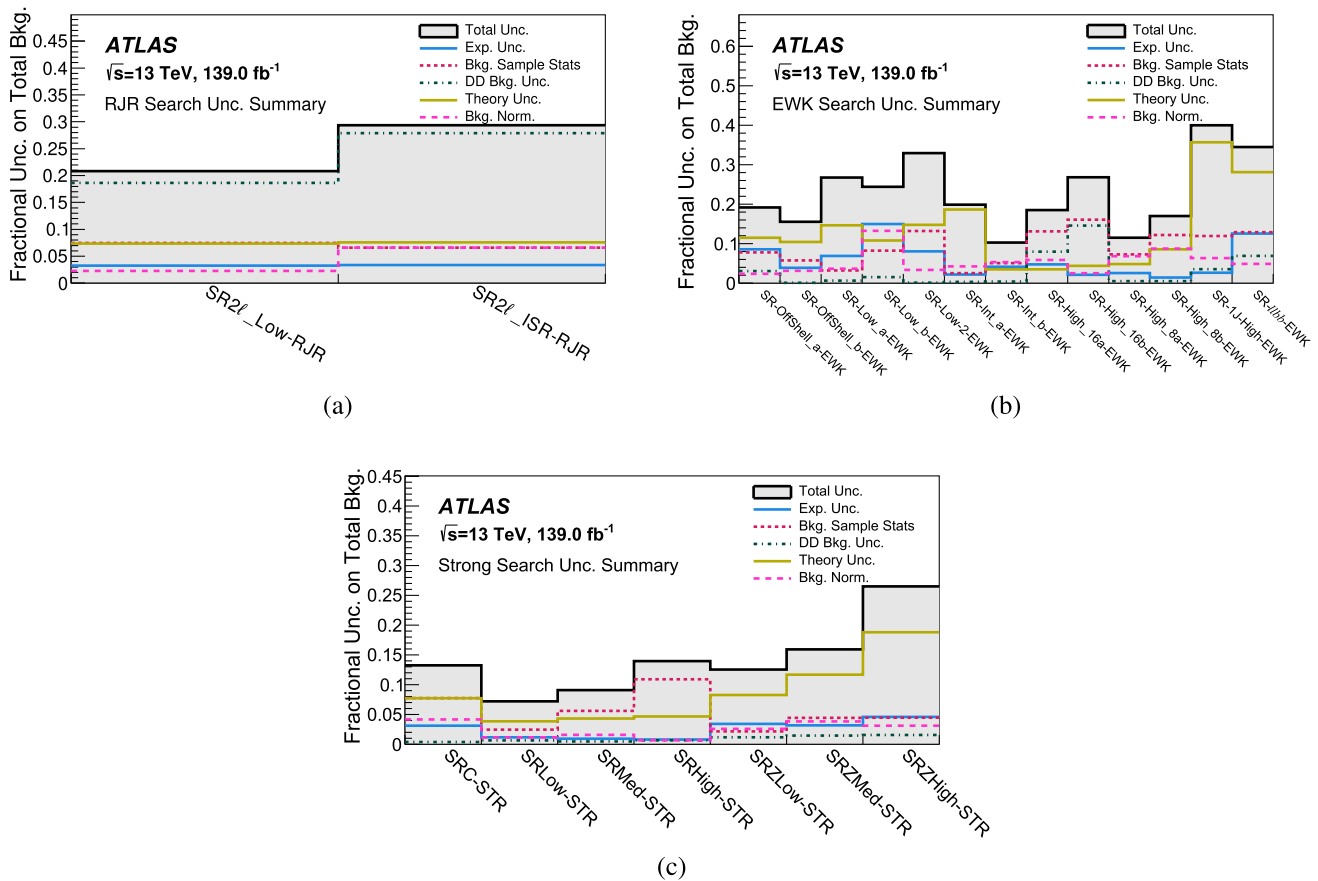 Fractional Unc. on Total Bkg.
0.45
0.4
0.35
0.3
0.25
0.2
0.15
0.1
0.05
0
ATLAS
√s=13 TeV, 139.0 fb-1
RJR Search Unc. Summary
Total Unc.
Exp. Unc.
Bkg. Sample Stats
DD Bkg. Unc.
Theory Unc.
Bkg. Norm.
SR2ℓ_Low-RJR
SR2ℓ_ISR-RJR
(a)
Fractional Unc. on Total Bkg.
0.6
0.5
0.4
0.3
0.2
0.1
0
ATLAS
√s=13 TeV, 139.0 fb-1
EWK Search Unc. Summary
Total Unc.
Exp. Unc.
Bkg. Sample Stats
DD Bkg. Unc.
Theory Unc.
Bkg. Norm.
SR-OffShell_a-EWK
SR-OffShell_b-EWK
SR-Low_a-EWK
SR-Low_b-EWK
SR-Low-2-EWK
SR-Int_a-EWK
SR-Int_b-EWK
SR-High_16a-EWK
SR-High_16b-EWK
SR-High_8a-EWK
SR-High_8b-EWK
SR-1J-High-EWK
SR-llbb-EWK
(b)
Fractional Unc. on Total Bkg.
0.45
0.4
0.35
0.3
0.25
0.2
0.15
0.1
0.05
0
ATLAS
√s=13 TeV, 139.0 fb-1
Strong Search Unc. Summary
Total Unc.
Exp. Unc.
Bkg. Sample Stats
DD Bkg. Unc.
Theory Unc.
Bkg. Norm.
SRC-STR
SRLow-STR
SRMed-STR
SRHigh-STR
SRZLow-STR
SRZMed-STR
SRZHigh-STR
(c)